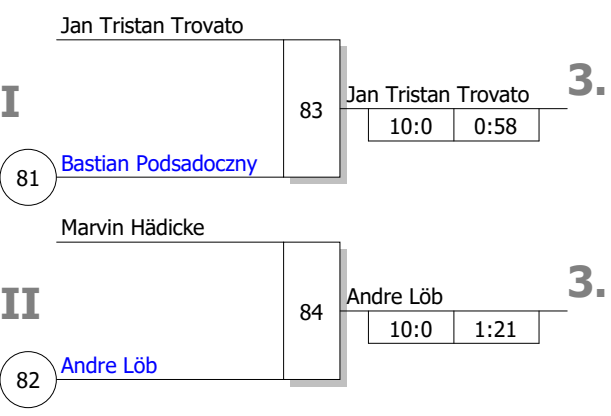 Jan Tristan Trovato
I
83
Jan Tristan Trovato
3.
10:0 0:58
81
Bastian Podsadoczny
Marvin Hädicke
II
84
Andre Löb
3.
10:0 1:21
82
Andre Löb